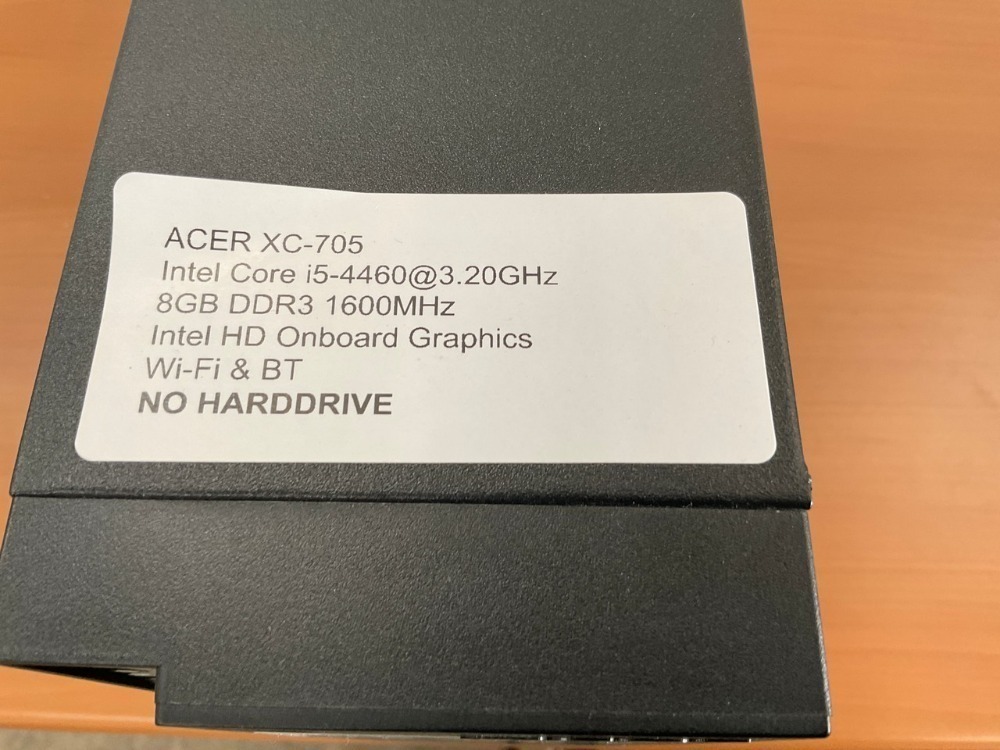 ACER XC-705
Intel Core i5-4460@3.20GHz
8GB DDR3 1600MHz
Intel HD Onboard Graphics
Wi-Fi & BT
NO HARDDRIVE